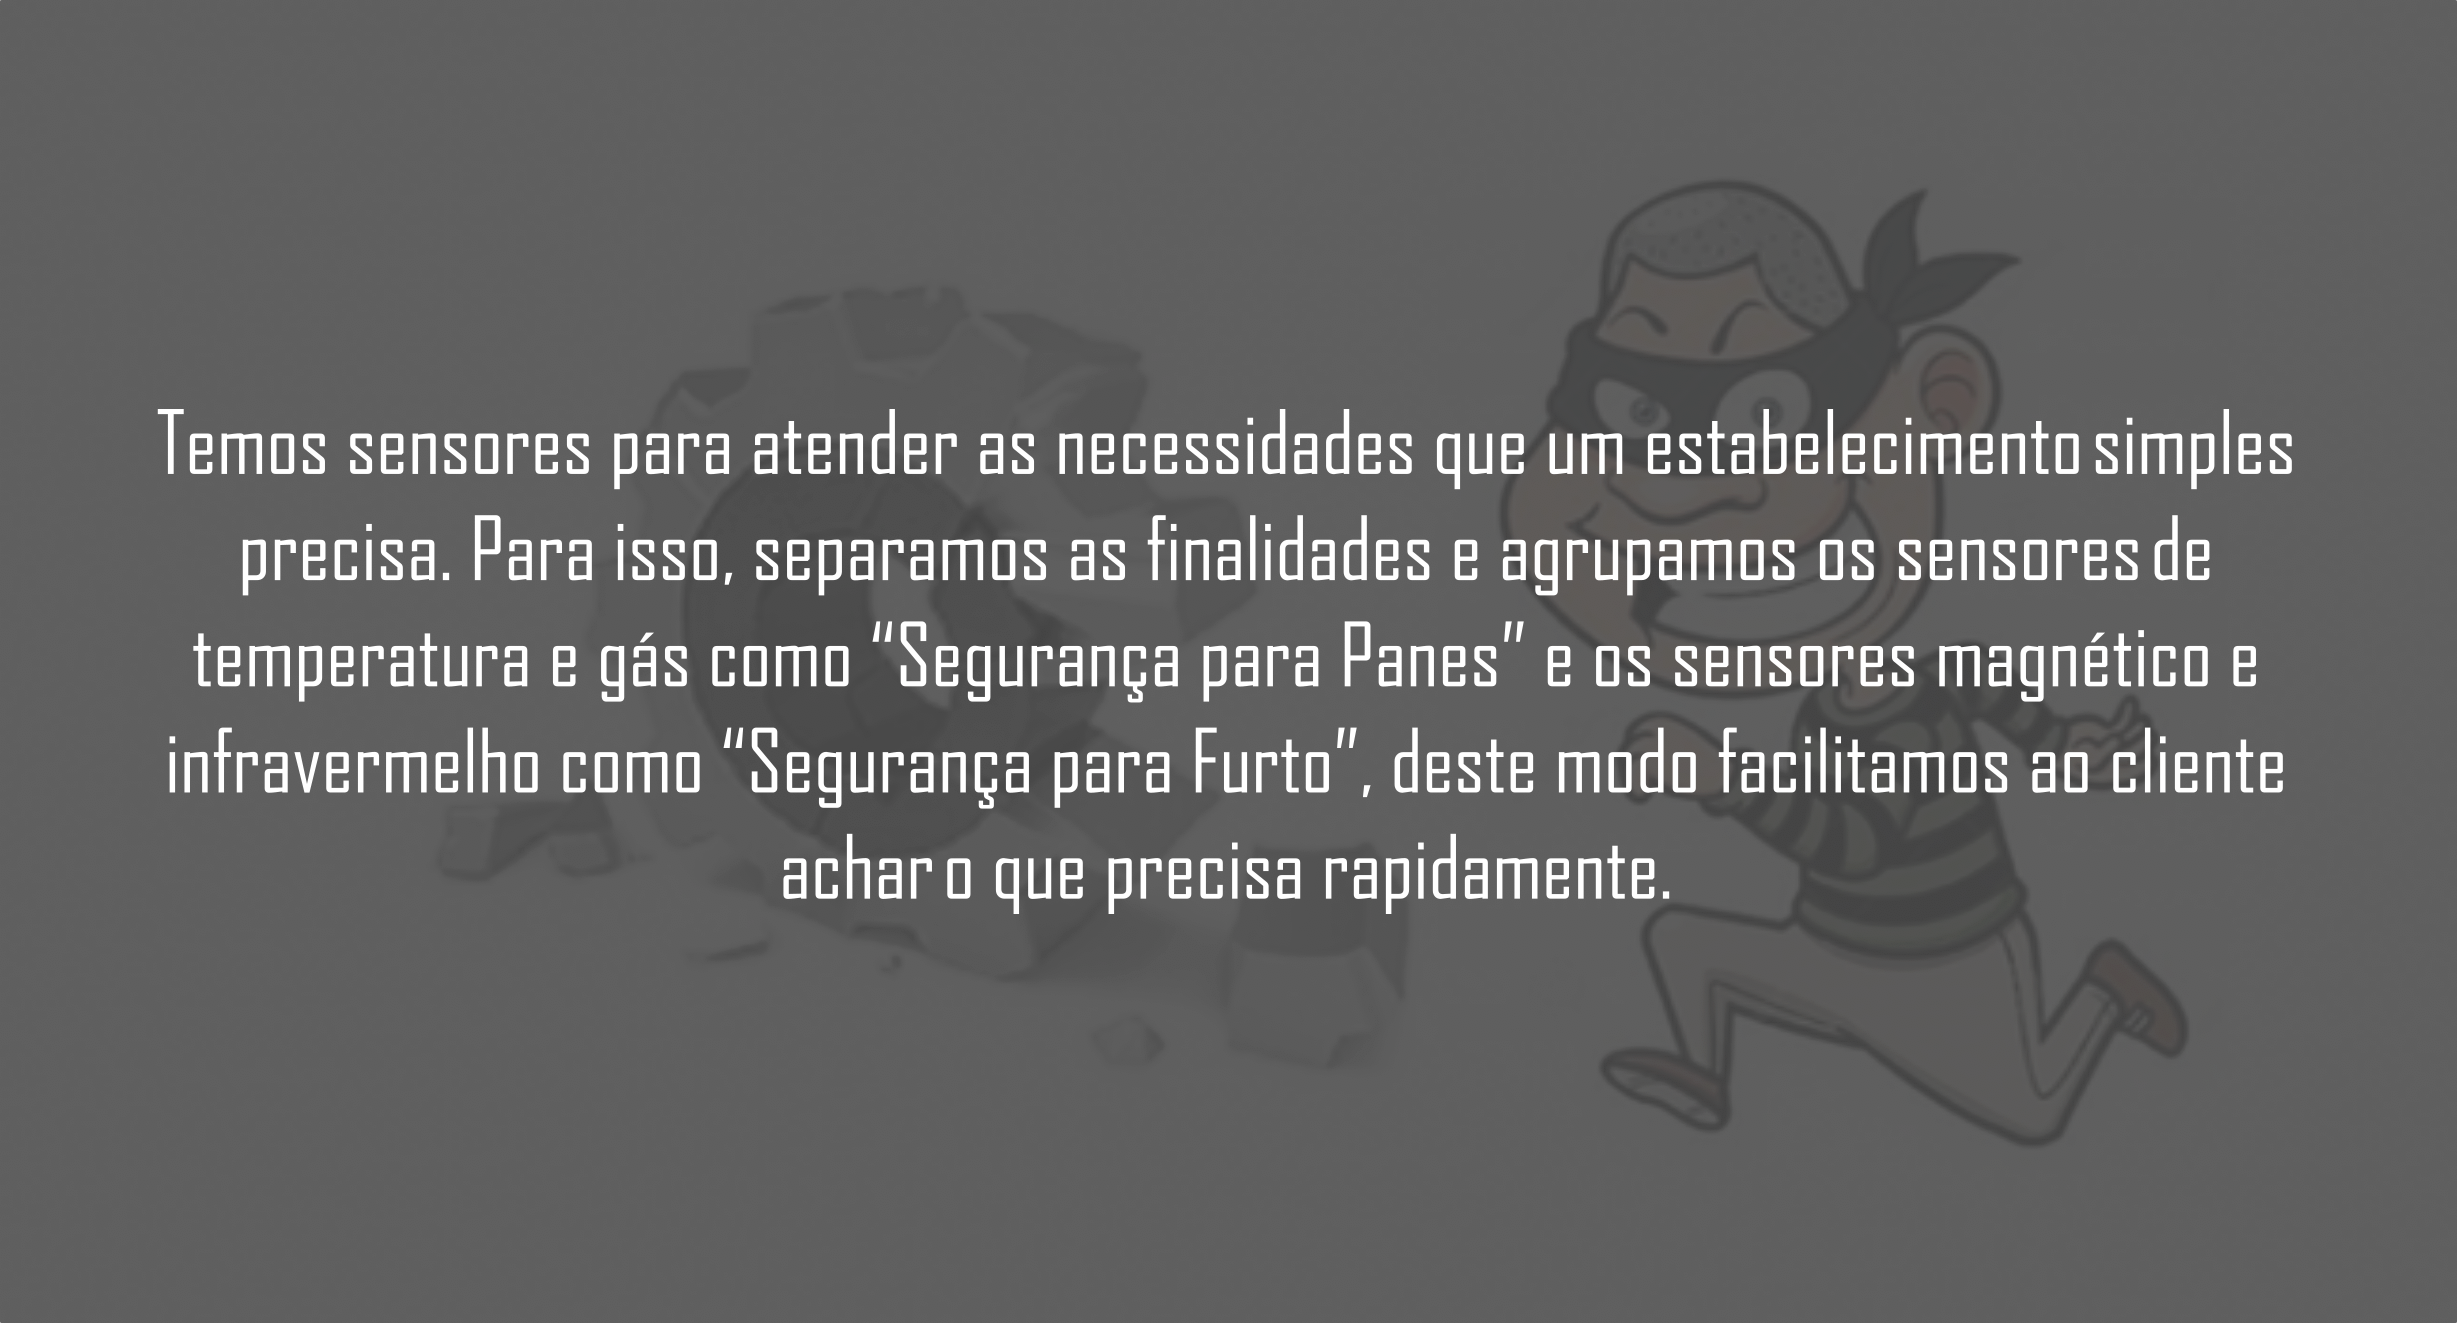 Temos sensores para atender as necessidades que um estabelecimento simples
precisa. Para isso, separamos as finalidades e agrupamos os sensores de
temperatura e gás como “Segurança para Panes” e os sensores magnético e
infravermelho como “Segurança para Furto”, deste modo facilitamos ao cliente
achar o que precisa rapidamente.